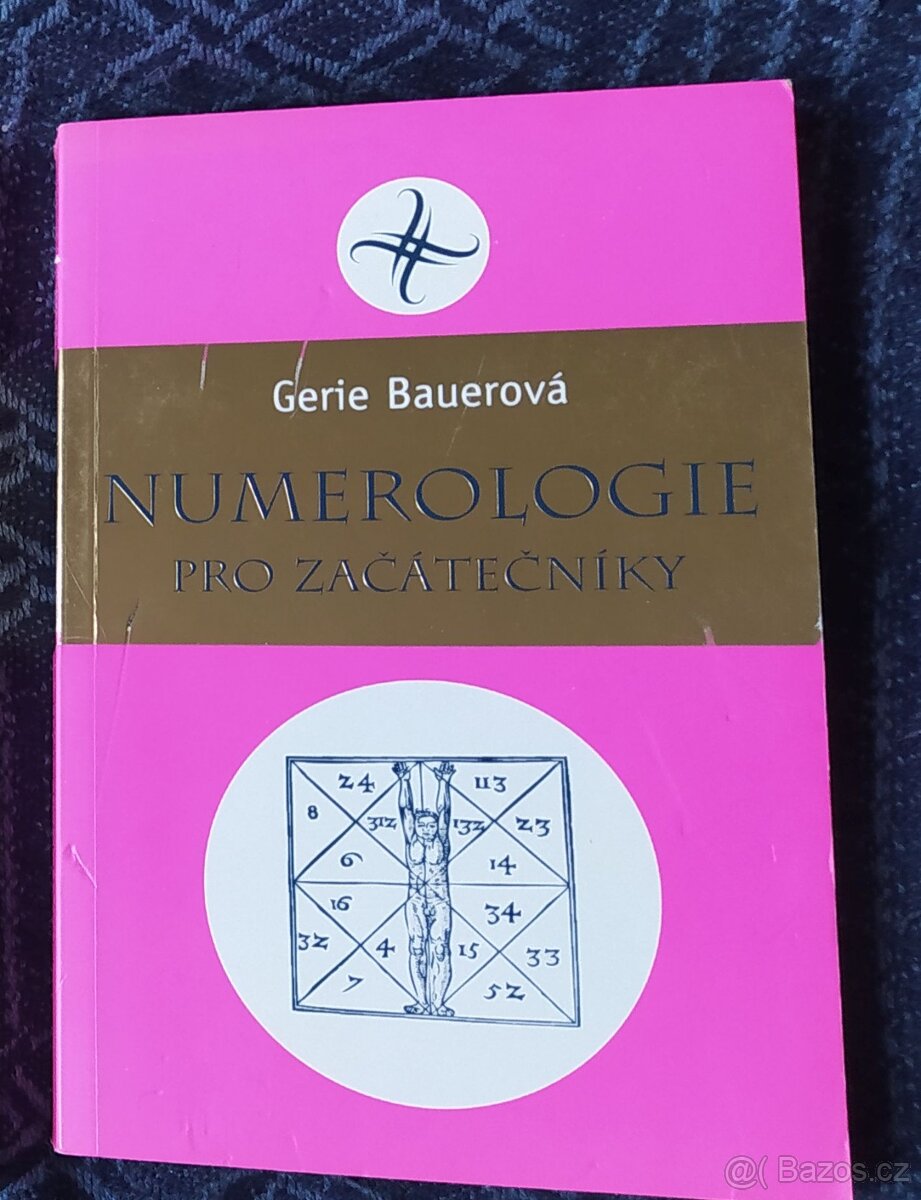 Gerie Bauerová
NUMEROLOGIE
PRO ZAČÁTEČNÍKY
24 113
8 312 132 23
6 14
16 34
32 4 15 33
7 52
@( Bazos.cz